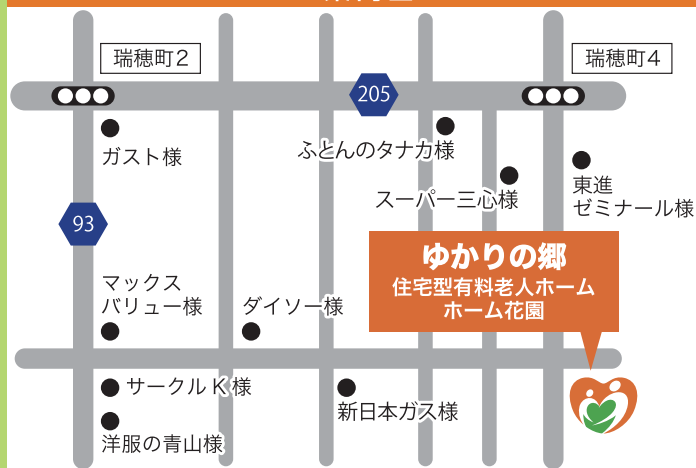 瑞穂町2
瑞穂町4
205
ガスト様
ふとんのタナカ様
スーパー三心様
東進
ゼミナール様
93
ゆかりの郷
住宅型有料老人ホーム
ホーム花園
マックス
バリュー様
ダイソー様
サークルK様
新日本ガス様
洋服の青山様